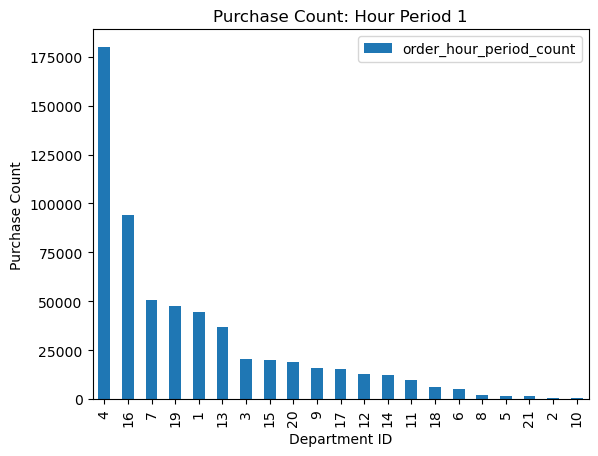 Purchase Count: Hour Period 1
order_hour_period_count
Purchase Count
175000
150000
125000
100000
75000
50000
25000
0
4 16 7 19 1 13 3 15 20 9 17 12 14 11 18 6 8 5 21 2 10
Department ID